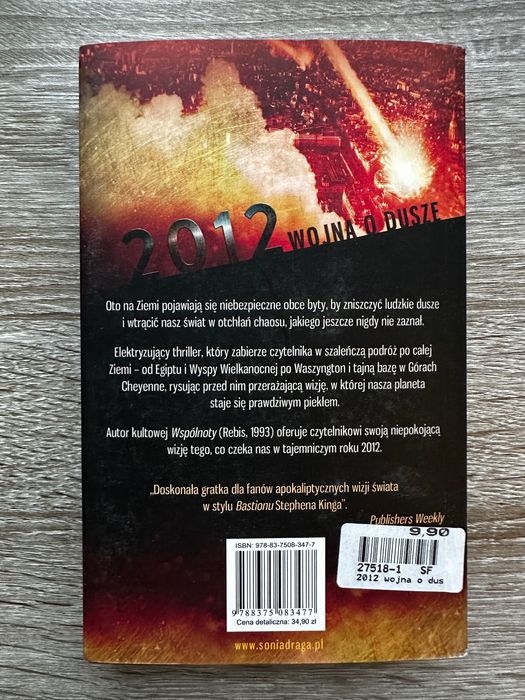 2012 WOJNA O DUSZE
Oto na Ziemi pojawiają się niebezpieczne obce byty, by zniszczyć ludzkie dusze
i wtrącić nasz świat w otchłań chaosu, jakiego jeszcze nigdy nie zaznał.
Elektryzujący thriller, który zabierze czytelnika w szaleńczą podróż po całej
Ziemi – od Egiptu i Wyspy Wielkanocnej po Waszyngton i tajną bazę w Górach
Cheyenne, rysując przed nim przerażającą wizję, w której nasza planeta
staje się prawdziwym piekłem.
Autor kultowej Wspólnoty (Rebis, 1993) oferuje czytelnikowi swoją niepokojącą
wizję tego, co czeka nas w tajemniczym roku 2012.
„Doskonała gratka dla fanów apokaliptycznych wizji świata
w stylu Bastionu Stephena Kinga”.
Publishers Weekly
9,90
27518-1 SF
2012 wojna o dus
ISBN: 978-83-7508-347-7
9 788375 083477
Cena detaliczna: 34,90 zł
www.soniadraga.pl